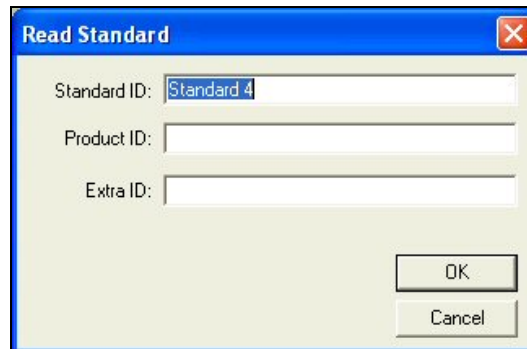 Read Standard
Standard ID: Standard 4
Product ID:
Extra ID:
OK
Cancel